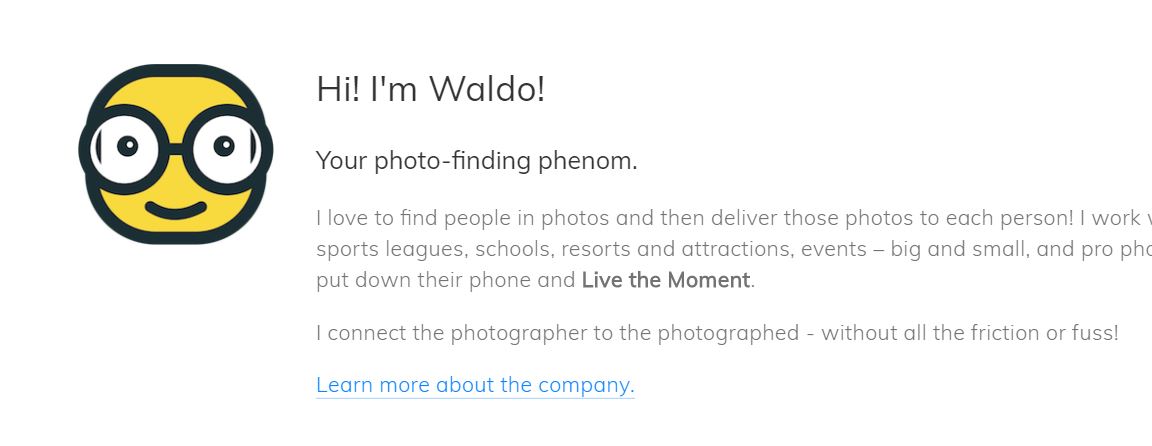 Hi! I'm Waldo!
Your photo-finding phenom.
I love to find people in photos and then deliver those photos to each person! I work
sports leagues, schools, resorts and attractions, events – big and small, and pro
put down their phone and Live the Moment.
I connect the photographer to the photographed - without all the friction or fuss!
Learn more about the company.